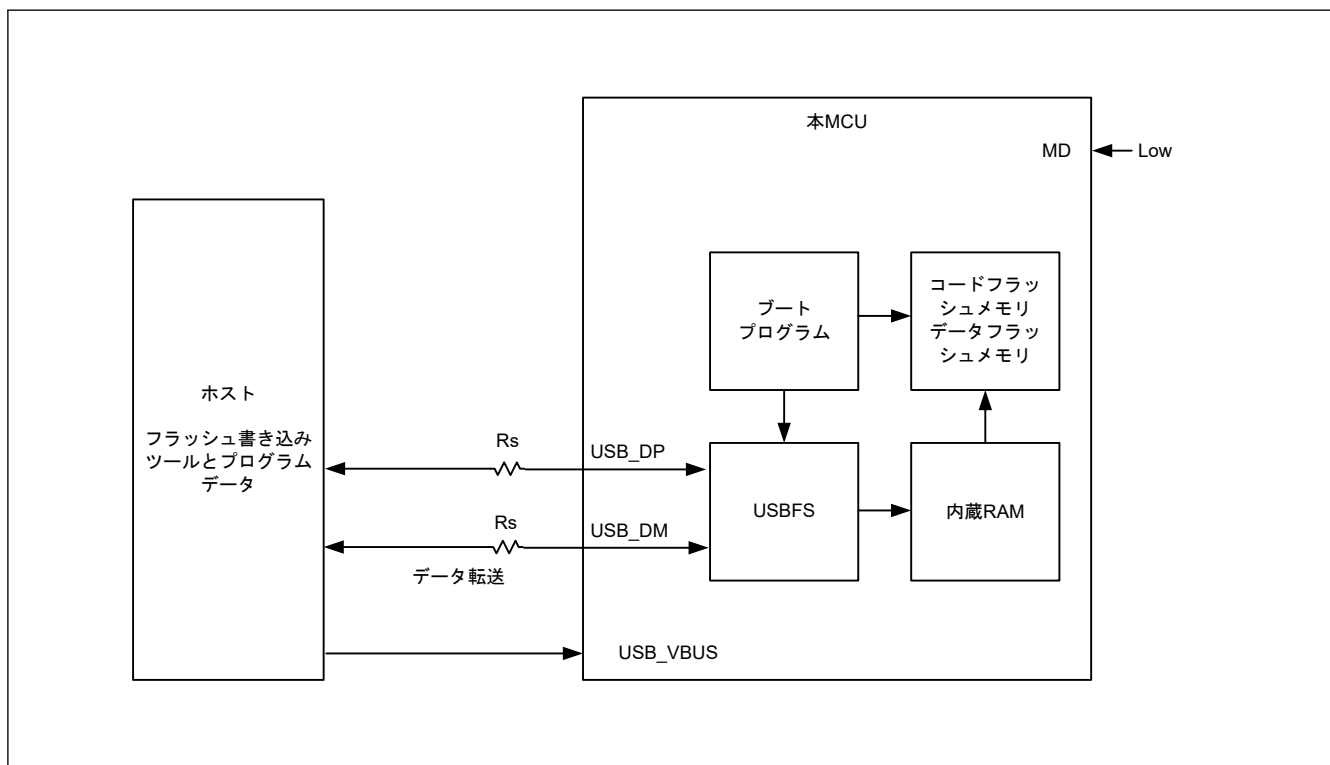 本MCU
MD
Low
ブート
プログラム
コードフラッ
シュメモリ
データフラッ
シュメモリ
ホスト
フラッシュ書き込み
ツールとプログラム
データ
Rs
USB_DP
USBFS
内蔵RAM
Rs
USB_DM
データ転送
USB_VBUS